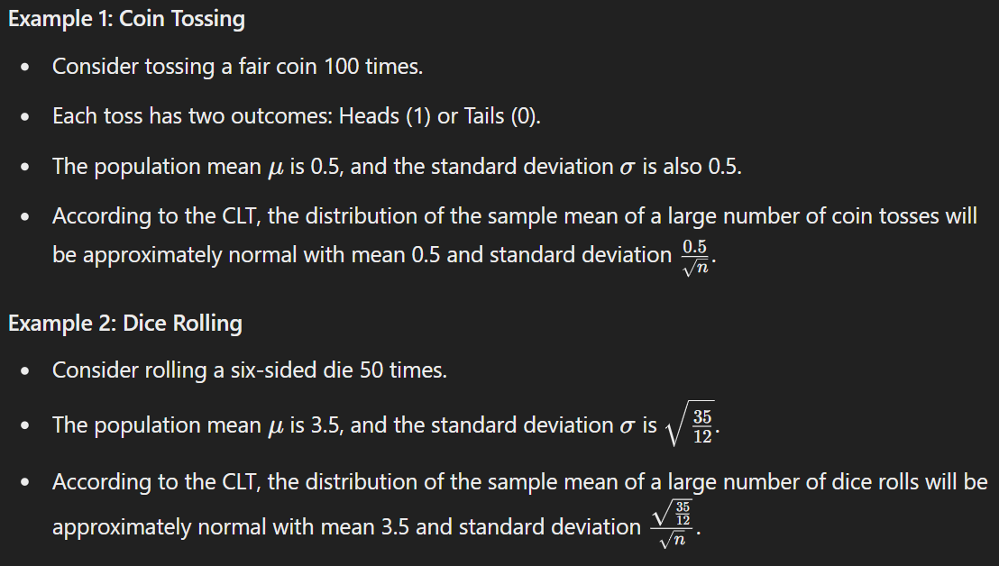 Example 1: Coin Tossing
• Consider tossing a fair coin 100 times.
• Each toss has two outcomes: Heads (1) or Tails (0).
• The population mean μ is 0.5, and the standard deviation σ is also 0.5.
• According to the CLT, the distribution of the sample mean of a large number of coin tosses will
be approximately normal with mean 0.5 and standard deviation $\frac{0.5}{\sqrt{n}}$.
Example 2: Dice Rolling
• Consider rolling a six-sided die 50 times.
• The population mean μ is 3.5, and the standard deviation σ is $\sqrt{\frac{35}{12}}$.
• According to the CLT, the distribution of the sample mean of a large number of dice rolls will be
approximately normal with mean 3.5 and standard deviation $\frac{\sqrt{\frac{35}{12}}}{\sqrt{n}}$.